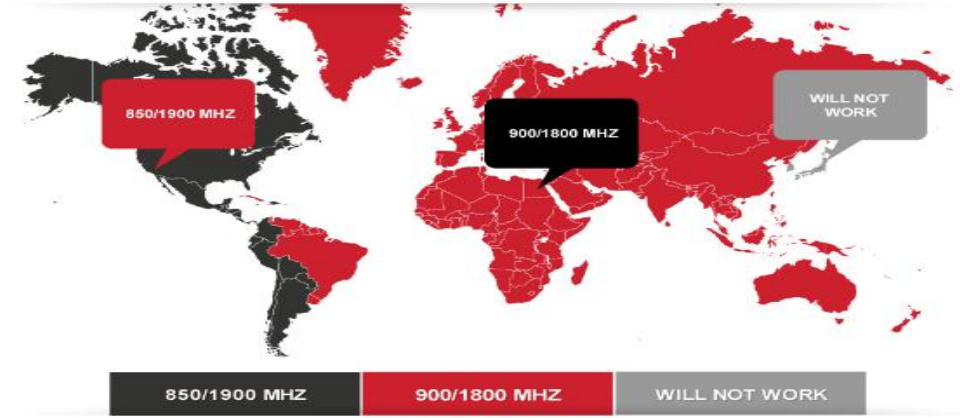 850/1900 MHZ
900/1800 MHZ
WILL NOT
WORK
850/1900 MHZ
900/1800 MHZ
WILL NOT WORK